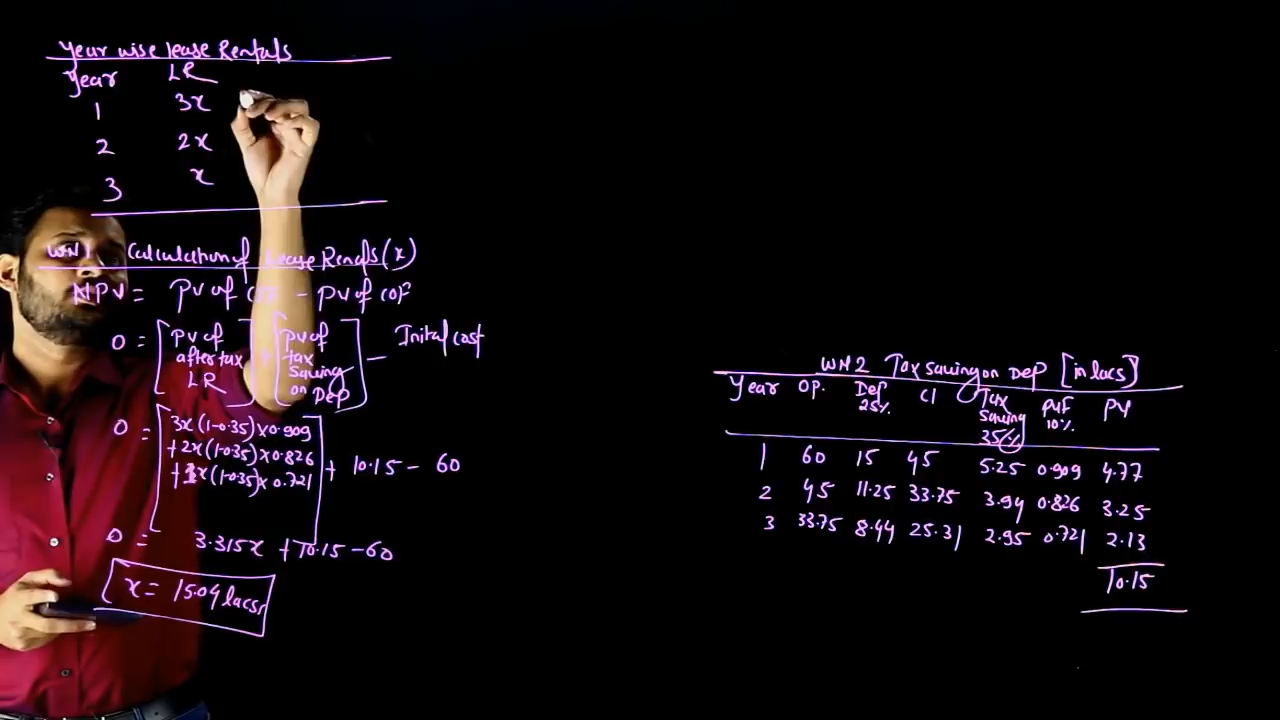 Year wise lease Rentals
Year LR
1 3x
2 2x
3 x
WN1 Calculation of Lease Rentals (x)
NPV = PV of - PV of COF
0 = [PV of after tax LR] + [PV of tax Saving on Dep] - Initial cost
0 = [3x (1-0.35) x 0.909
+ 2x (1-0.35) x 0.826
+ 1x (1-0.35) x 0.721] + 10.15 - 60
0 = 3.315x + 10.15 - 60
x = 15.04 lacs
WN2 Tax saving on Dep [in lacs]
Year OP. Dep 25% Cl Tax Saving 35% PVF 10% PV
1 60 15 45 5.25 0.909 4.77
2 45 11.25 33.75 3.94 0.826 3.25
3 33.75 8.44 25.31 2.95 0.721 2.13
10.15